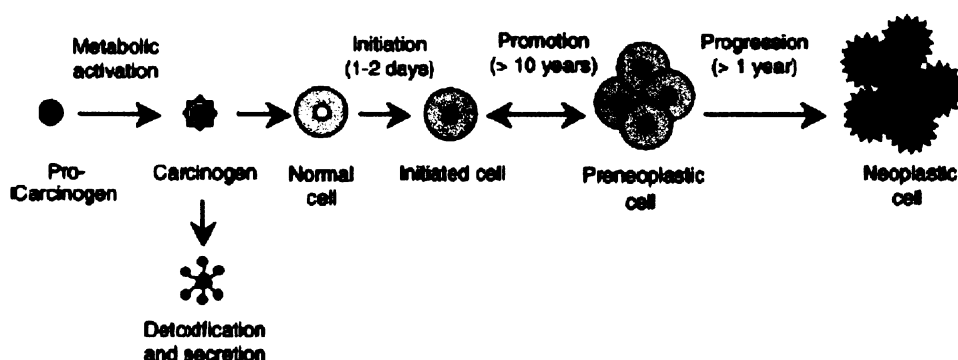 Metabolic
activation
Initiation
(1-2 days)
Promotion
(> 10 years)
Progression
(> 1 year)
Pro-
Carcinogen
Carcinogen
Normal
cell
Initiated cell
Preneoplastic
cell
Neoplastic
cell
Detoxification
and secretion